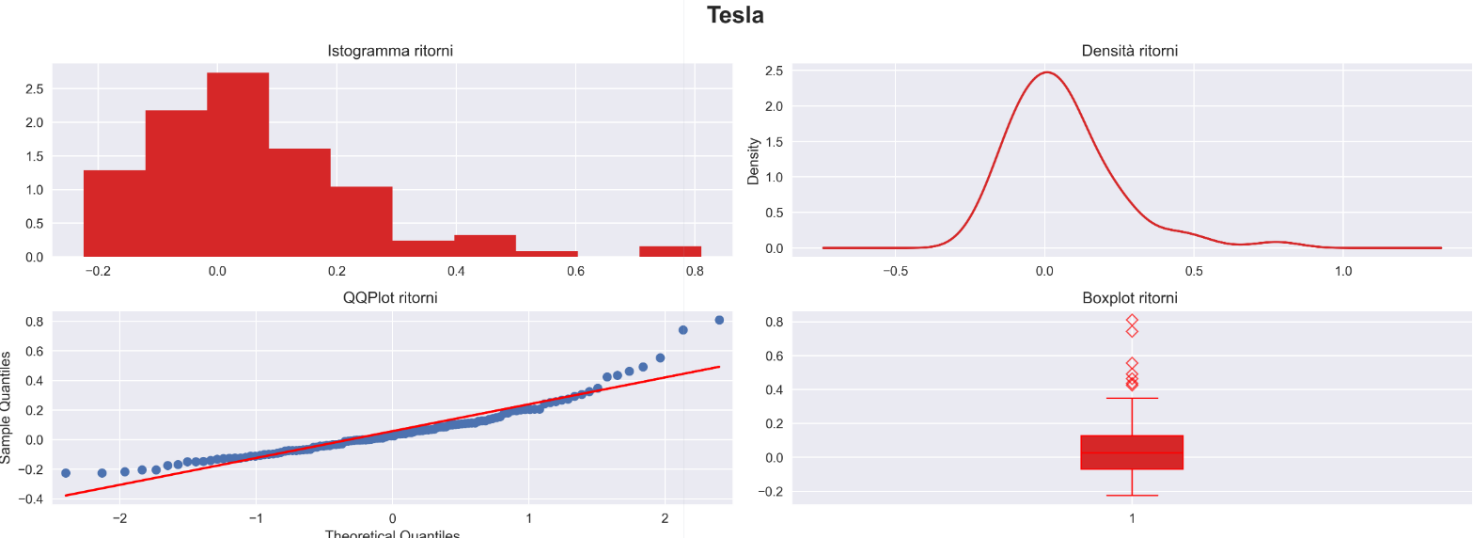 Tesla
Istogramma ritorni
2.5
2.0
1.5
1.0
0.5
0.0
−0.2 0.0 0.2 0.4 0.6 0.8
Densità ritorni
Density
2.5
2.0
1.5
1.0
0.5
0.0
−0.5 0.0 0.5 1.0
QQPlot ritorni
Sample Quantiles
0.8
0.6
0.4
0.2
0.0
−0.2
−0.4
−2 −1 0 1 2
Theoretical Quantiles
Boxplot ritorni
0.8
0.6
0.4
0.2
0.0
−0.2
1